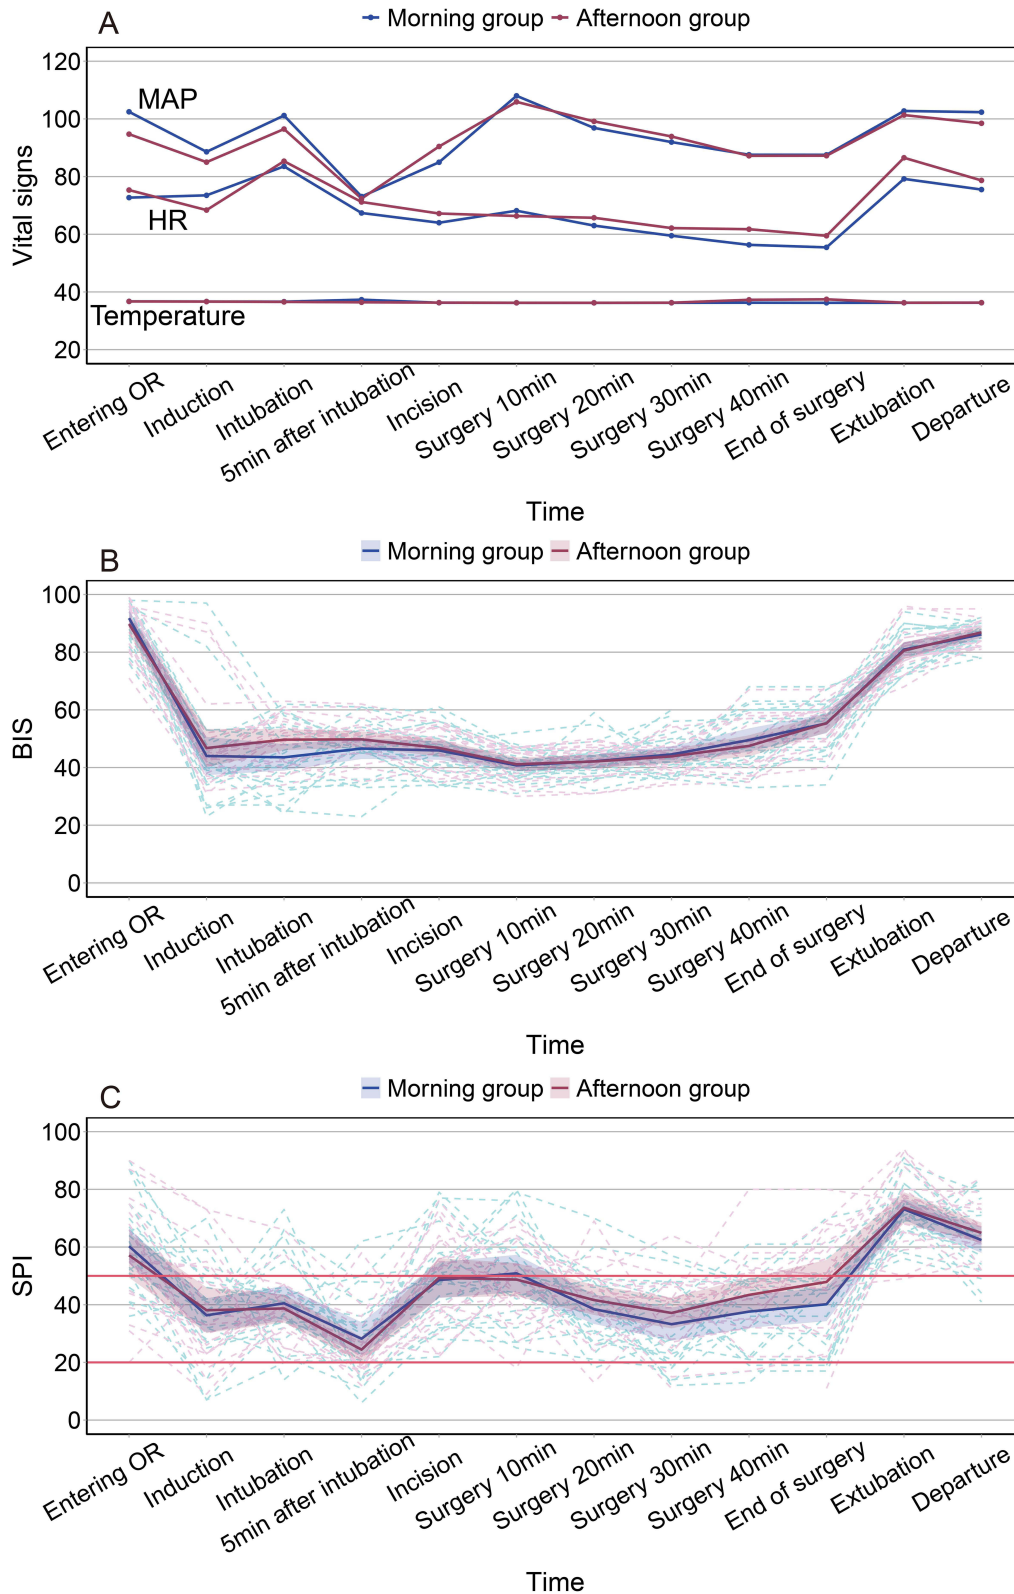 A
Morning group Afternoon group
120
100
80
60
40
20
Vital signs
MAP
HR
Temperature
Entering OR
Induction
Intubation
5min after intubation
Incision
Surgery 10min
Surgery 20min
Surgery 30min
Surgery 40min
End of surgery
Extubation
Departure
Time
B
Morning group Afternoon group
100
80
60
40
20
0
BIS
Entering OR
Induction
Intubation
5min after intubation
Incision
Surgery 10min
Surgery 20min
Surgery 30min
Surgery 40min
End of surgery
Extubation
Departure
Time
C
Morning group Afternoon group
100
80
60
40
20
0
SPI
Entering OR
Induction
Intubation
5min after intubation
Incision
Surgery 10min
Surgery 20min
Surgery 30min
Surgery 40min
End of surgery
Extubation
Departure
Time